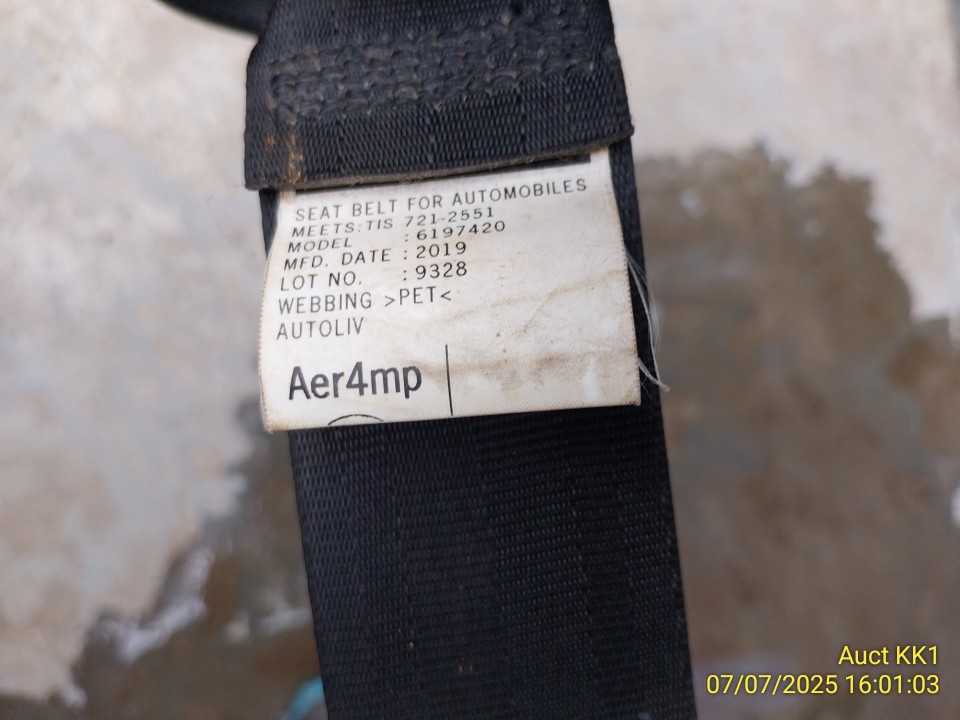 SEAT BELT FOR AUTOMOBILES
MEETS:TIS 721-2551
MODEL : 6197420
MFD. DATE : 2019
LOT NO. : 9328
WEBBING >PET<
AUTOLIV
Aer4mp
Auct KK1
07/07/2025 16:01:03